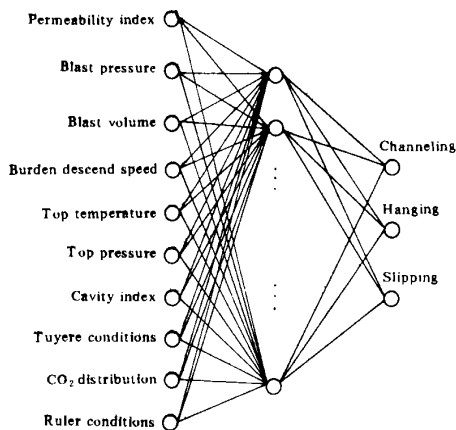 Permeability index
Blast pressure
Blast volume
Burden descend speed
Top temperature
Top pressure
Cavity index
Tuyere conditions
CO₂ distribution
Ruler conditions
Channeling
Hanging
Slipping